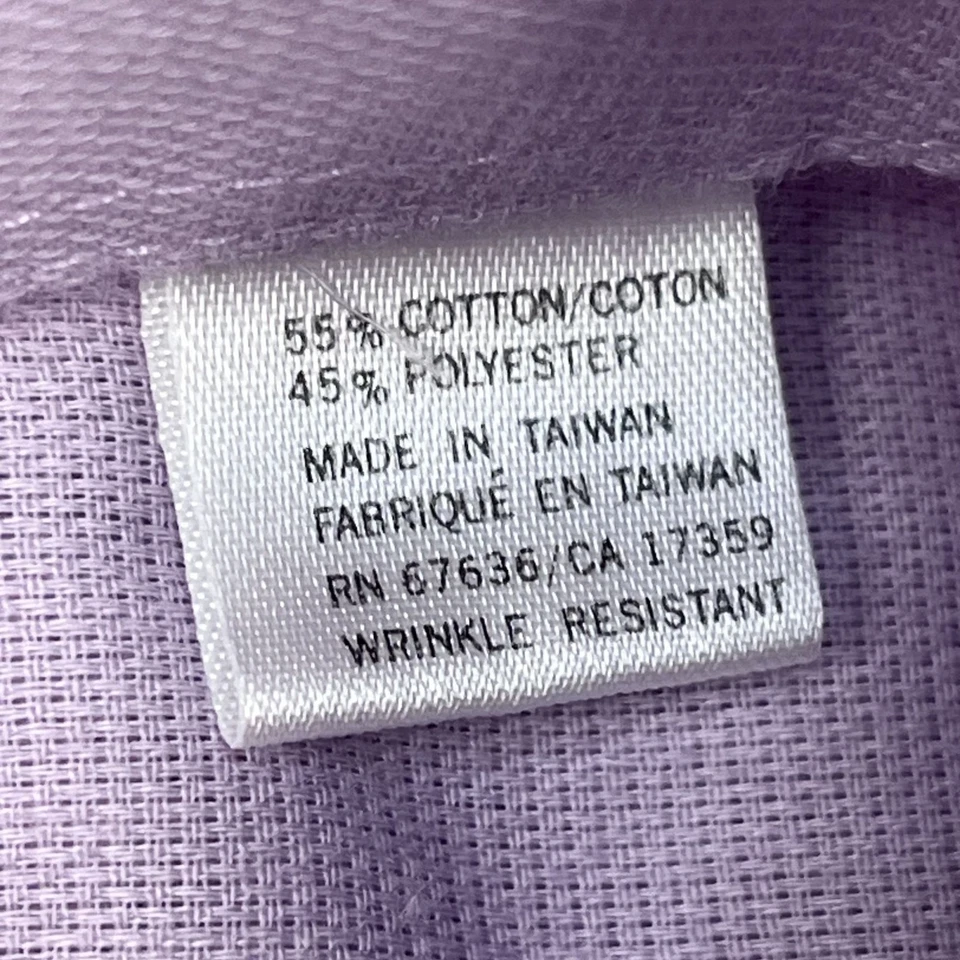 55% COTTON/COTON
45% POLYESTER
MADE IN TAIWAN
FABRIQUÉ EN TAIWAN
RN 67636/CA 17359
WRINKLE RESISTANT